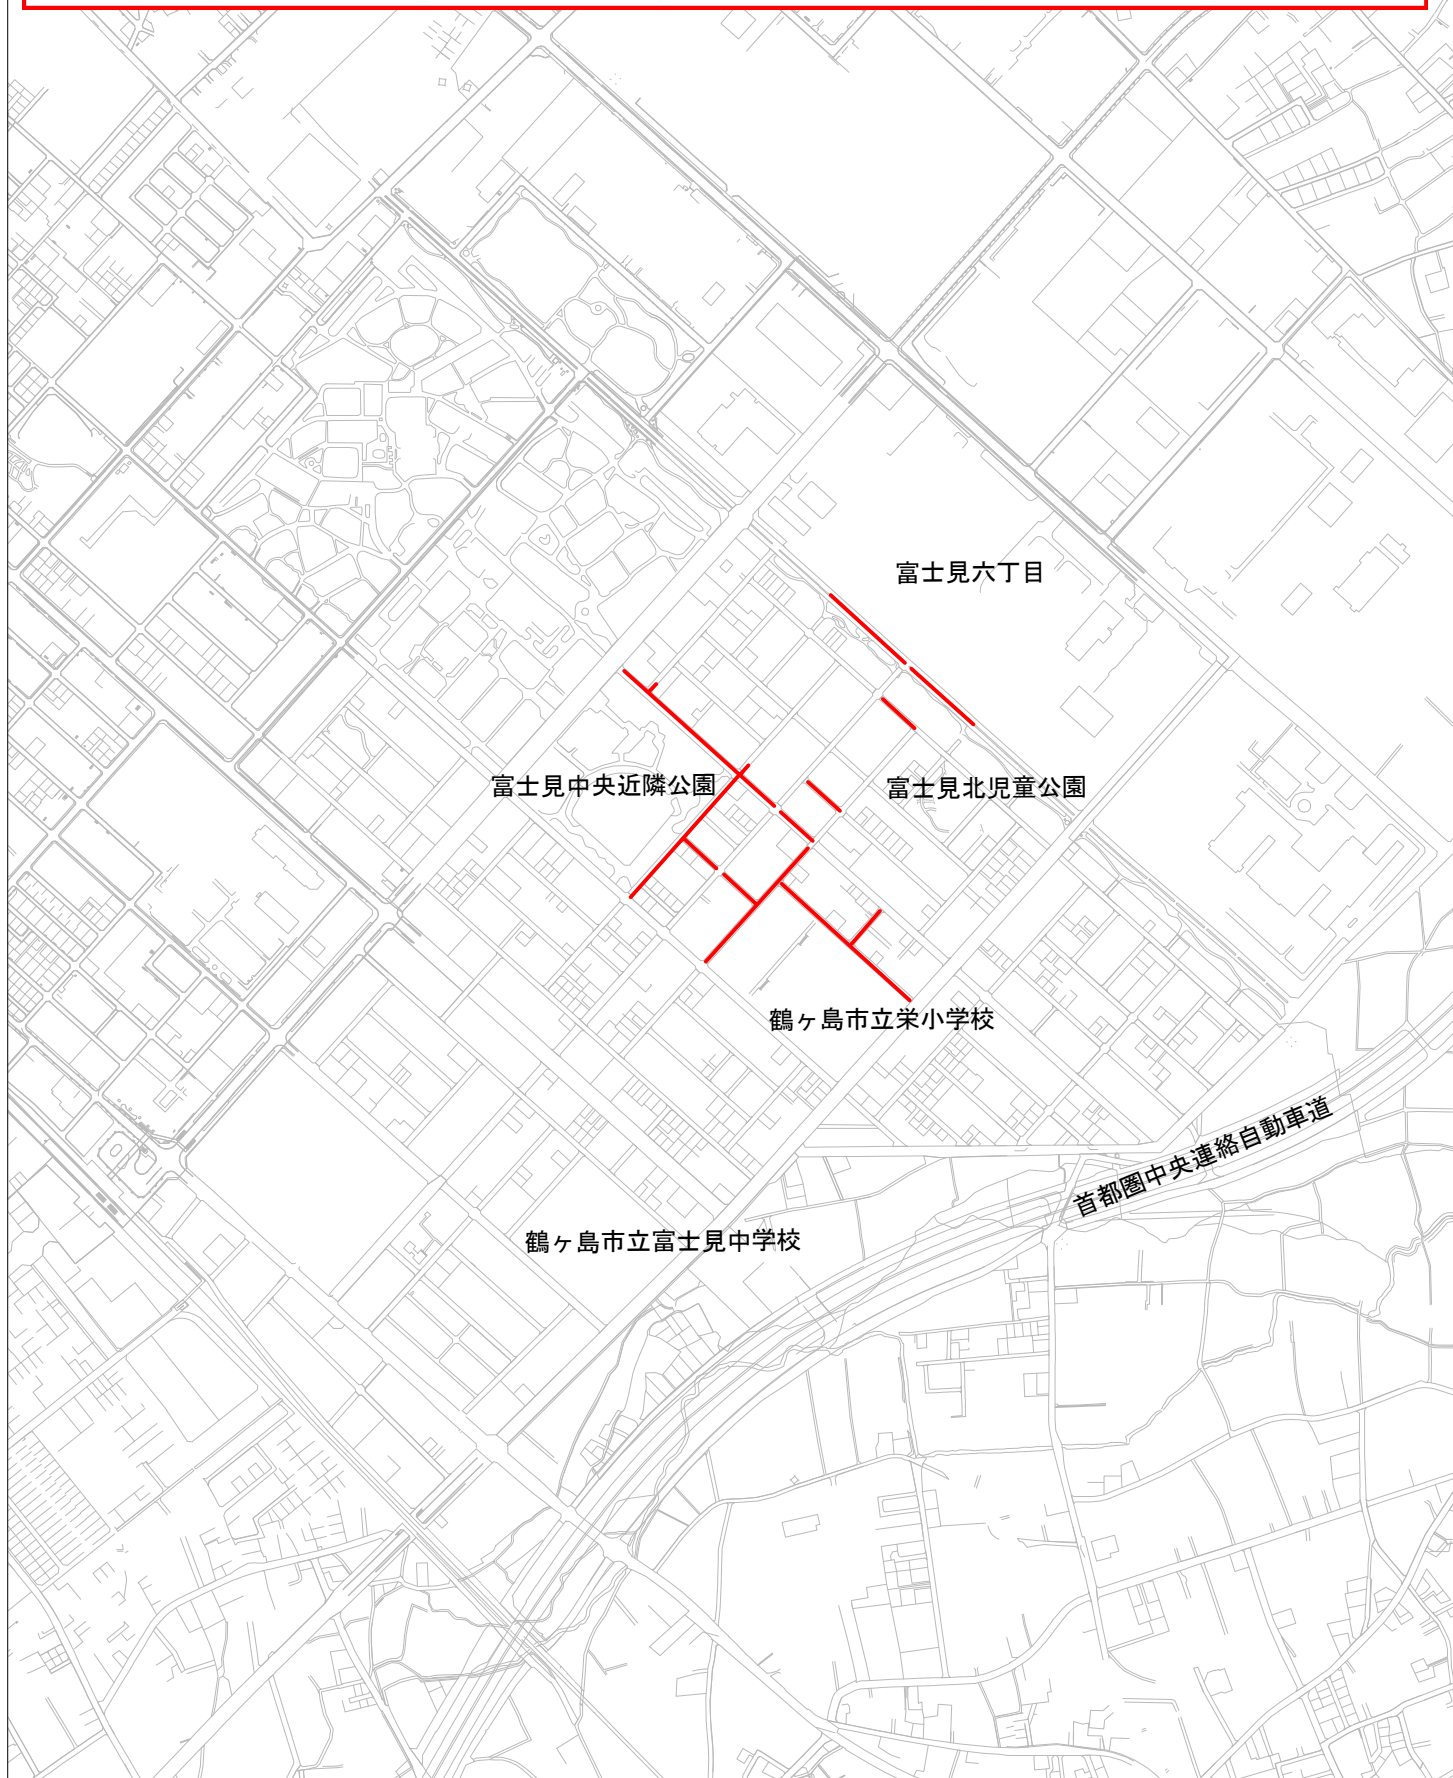 富士見六丁目
富士見中央近隣公園
富士見北児童公園
鶴ヶ島市立栄小学校
首都圏中央連絡自動車道
鶴ヶ島市立富士見中学校